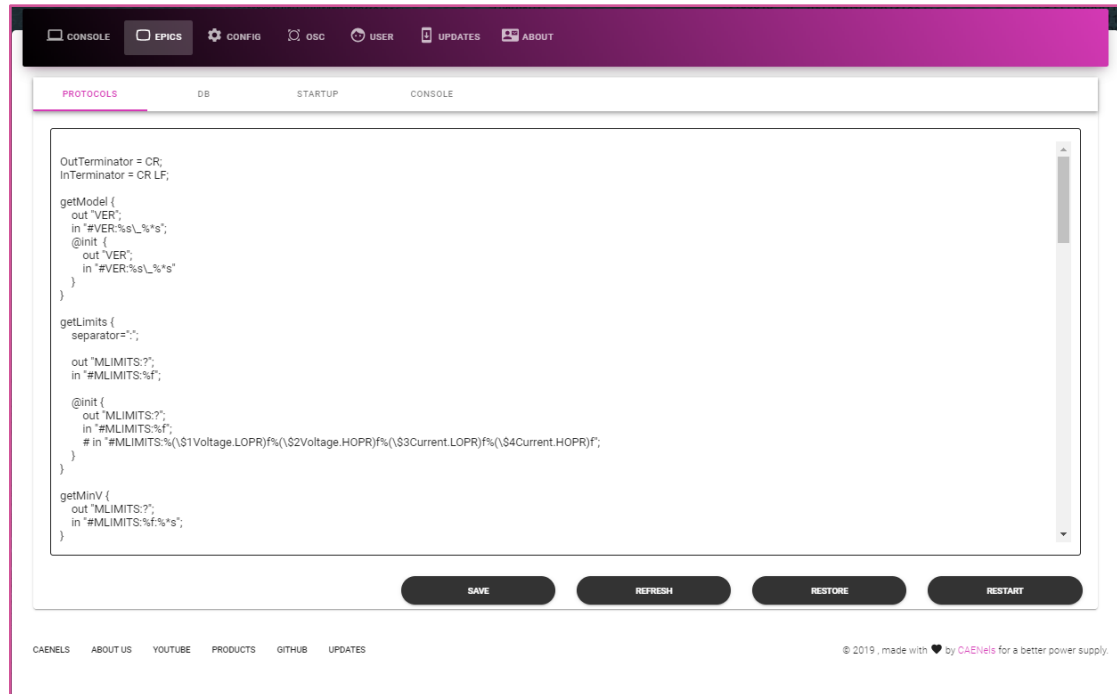 CONSOLE EPICS CONFIG OSC USER UPDATES ABOUT
PROTOCOLS DB STARTUP CONSOLE
OutTerminator = CR;
InTerminator = CR LF;
getModel {
out "VER";
in "#VER:%s\_%*s";
@init {
out "VER";
in "#VER:%s\_%*s"
}
}
getLimits {
separator=":";
out "MLIMITS:?";
in "#MLIMITS:%f";
@init {
out "MLIMITS:?";
in "#MLIMITS:%f";
# in "#MLIMITS:%(\$1Voltage.LOPR)f%(\$2Voltage.HOPR)f%(\$3Current.LOPR)f%(\$4Current.HOPR)f";
}
}
getMinV {
out "MLIMITS:?";
in "#MLIMITS:%f:%*s";
}
SAVE REFRESH RESTORE RESTART
CAENELS ABOUT US YOUTUBE PRODUCTS GITHUB UPDATES © 2019 , made with ♥ by CAENels for a better power supply.